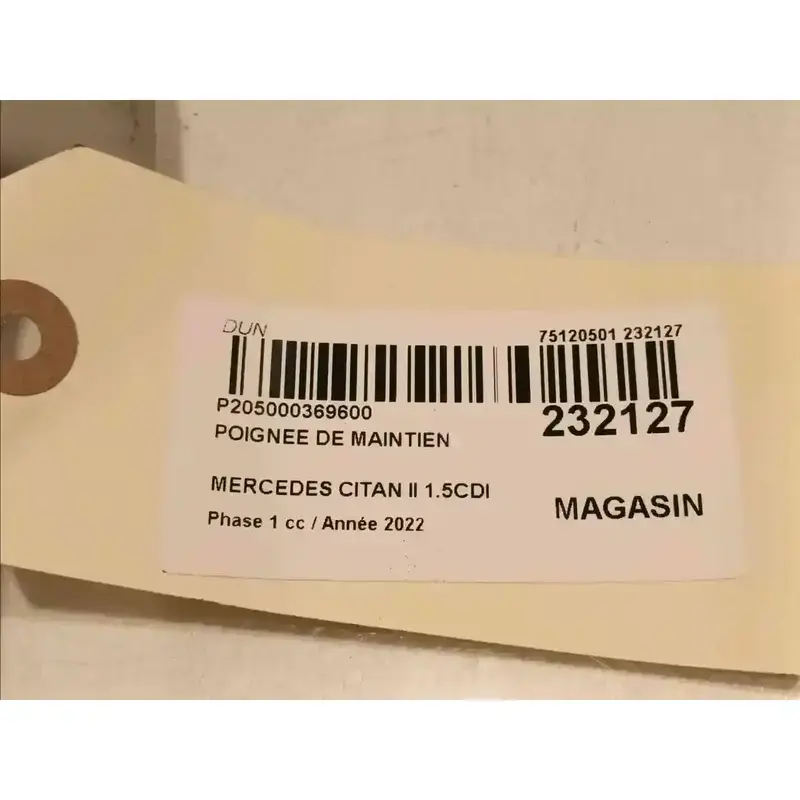 DUN
75120501 232127
P205000369600
232127
POIGNEE DE MAINTIEN
MERCEDES CITAN II 1.5CDI
MAGASIN
Phase 1 cc / Année 2022